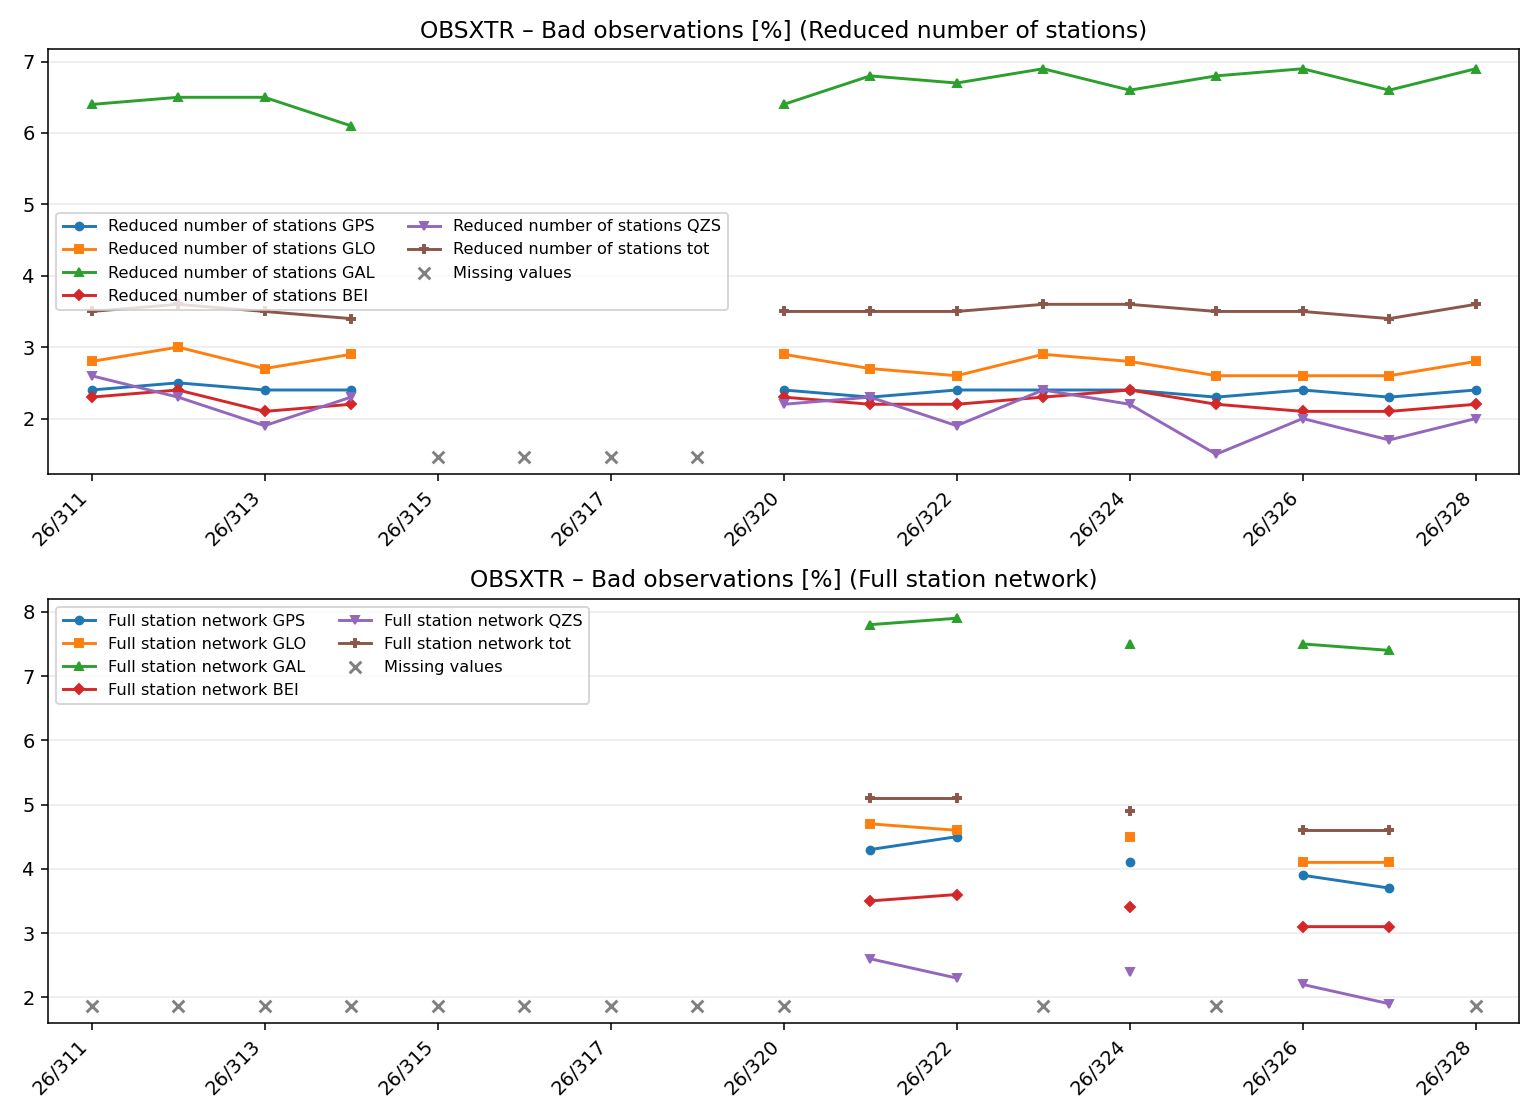 OBSXTR – Bad observations [%] (Reduced number of stations)
7
6
5
4
3
2
Reduced number of stations GPS
Reduced number of stations GLO
Reduced number of stations GAL
Reduced number of stations BEI
Reduced number of stations QZS
Reduced number of stations tot
Missing values
26/311 26/313 26/315 26/317 26/320 26/322 26/324 26/326 26/328
OBSXTR – Bad observations [%] (Full station network)
8
7
6
5
4
3
2
Full station network GPS
Full station network GLO
Full station network GAL
Full station network BEI
Full station network QZS
Full station network tot
Missing values
26/311 26/313 26/315 26/317 26/320 26/322 26/324 26/326 26/328